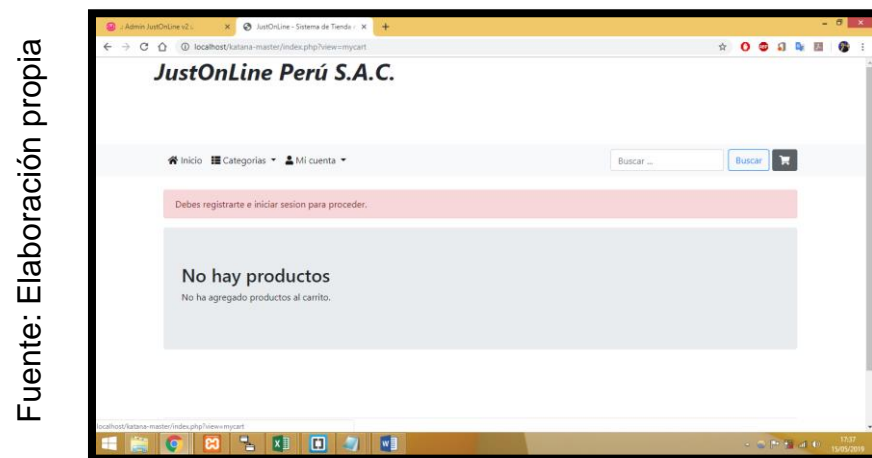 Fuente: Elaboración propia
.: Admin JustOnLine v2 :.
JustOnLine - Sistema de Tienda
localhost/katana-master/index.php?view=mycart
JustOnLine Perú S.A.C.
Inicio Categorias Mi cuenta Buscar ... Buscar
Debes registrarte e iniciar sesion para proceder.
No hay productos
No ha agregado productos al carrito.
localhost/katana-master/index.php?view=mycart
17:37
15/05/2019